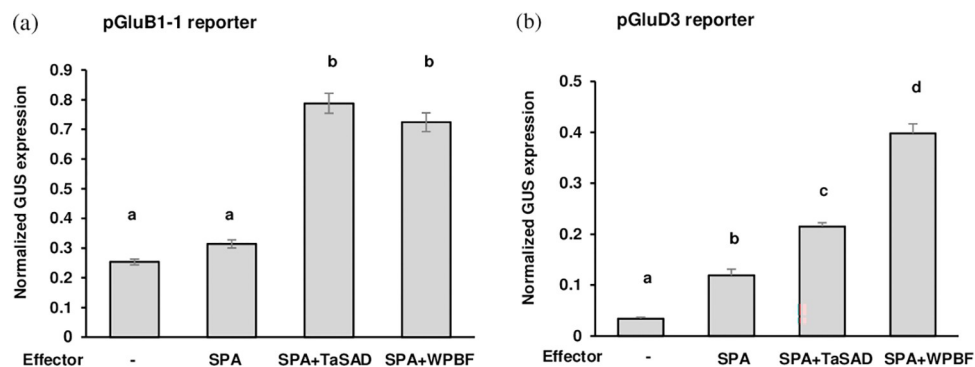 (a) pGluB1-1 reporter
Normalized GUS expression
0.9
0.8
0.7
0.6
0.5
0.4
0.3
0.2
0.1
0
a
a
b
b
Effector - SPA SPA+TaSAD SPA+WPBF
(b) pGluD3 reporter
Normalized GUS expression
0.5
0.4
0.3
0.2
0.1
0
a
b
c
d
Effector - SPA SPA+TaSAD SPA+WPBF